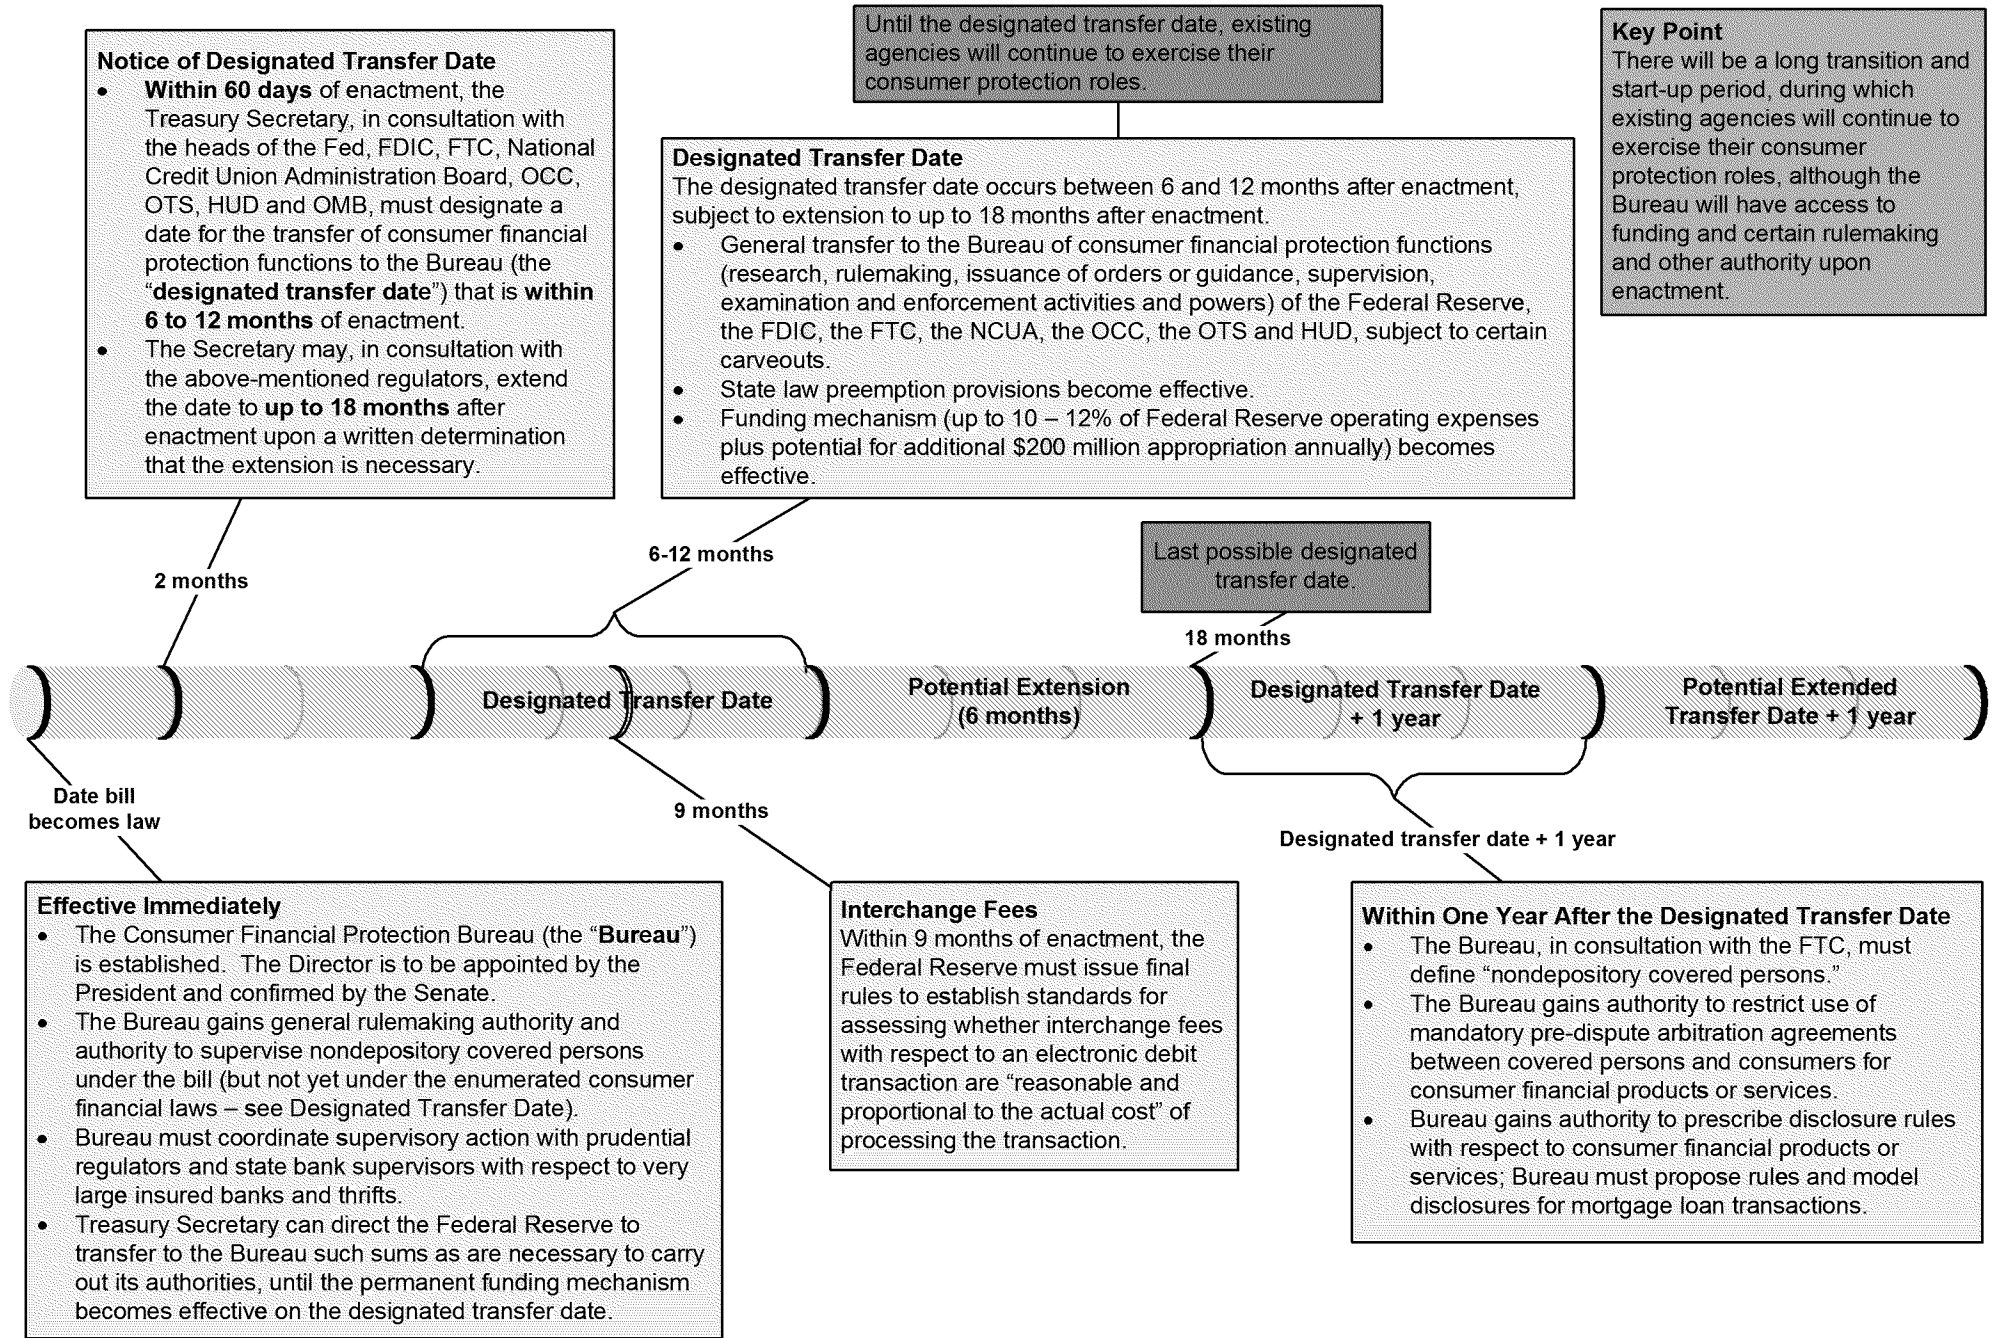 Notice of Designated Transfer Date
• Within 60 days of enactment, the
Treasury Secretary, in consultation with
the heads of the Fed, FDIC, FTC, National
Credit Union Administration Board, OCC,
OTS, HUD and OMB, must designate a
date for the transfer of consumer financial
protection functions to the Bureau (the
“designated transfer date”) that is within
6 to 12 months of enactment.
• The Secretary may, in consultation with
the above-mentioned regulators, extend
the date to up to 18 months after
enactment upon a written determination
that the extension is necessary.
Until the designated transfer date, existing
agencies will continue to exercise their
consumer protection roles.
Designated Transfer Date
The designated transfer date occurs between 6 and 12 months after enactment,
subject to extension to up to 18 months after enactment.
• General transfer to the Bureau of consumer financial protection functions
(research, rulemaking, issuance of orders or guidance, supervision,
examination and enforcement activities and powers) of the Federal Reserve,
the FDIC, the FTC, the NCUA, the OCC, the OTS and HUD, subject to certain
carveouts.
• State law preemption provisions become effective.
• Funding mechanism (up to 10 – 12% of Federal Reserve operating expenses
plus potential for additional $200 million appropriation annually) becomes
effective.
Key Point
There will be a long transition and
start-up period, during which
existing agencies will continue to
exercise their consumer
protection roles, although the
Bureau will have access to
funding and certain rulemaking
and other authority upon
enactment.
2 months
6-12 months
Last possible designated
transfer date.
18 months
Designated Transfer Date
Potential Extension
(6 months)
Designated Transfer Date
+ 1 year
Potential Extended
Transfer Date + 1 year
Date bill
becomes law
9 months
Designated transfer date + 1 year
Effective Immediately
• The Consumer Financial Protection Bureau (the “Bureau”)
is established. The Director is to be appointed by the
President and confirmed by the Senate.
• The Bureau gains general rulemaking authority and
authority to supervise nondepository covered persons
under the bill (but not yet under the enumerated consumer
financial laws – see Designated Transfer Date).
• Bureau must coordinate supervisory action with prudential
regulators and state bank supervisors with respect to very
large insured banks and thrifts.
• Treasury Secretary can direct the Federal Reserve to
transfer to the Bureau such sums as are necessary to carry
out its authorities, until the permanent funding mechanism
becomes effective on the designated transfer date.
Interchange Fees
Within 9 months of enactment, the
Federal Reserve must issue final
rules to establish standards for
assessing whether interchange fees
with respect to an electronic debit
transaction are “reasonable and
proportional to the actual cost” of
processing the transaction.
Within One Year After the Designated Transfer Date
• The Bureau, in consultation with the FTC, must
define “nondepository covered persons.”
• The Bureau gains authority to restrict use of
mandatory pre-dispute arbitration agreements
between covered persons and consumers for
consumer financial products or services.
• Bureau gains authority to prescribe disclosure rules
with respect to consumer financial products or
services; Bureau must propose rules and model
disclosures for mortgage loan transactions.